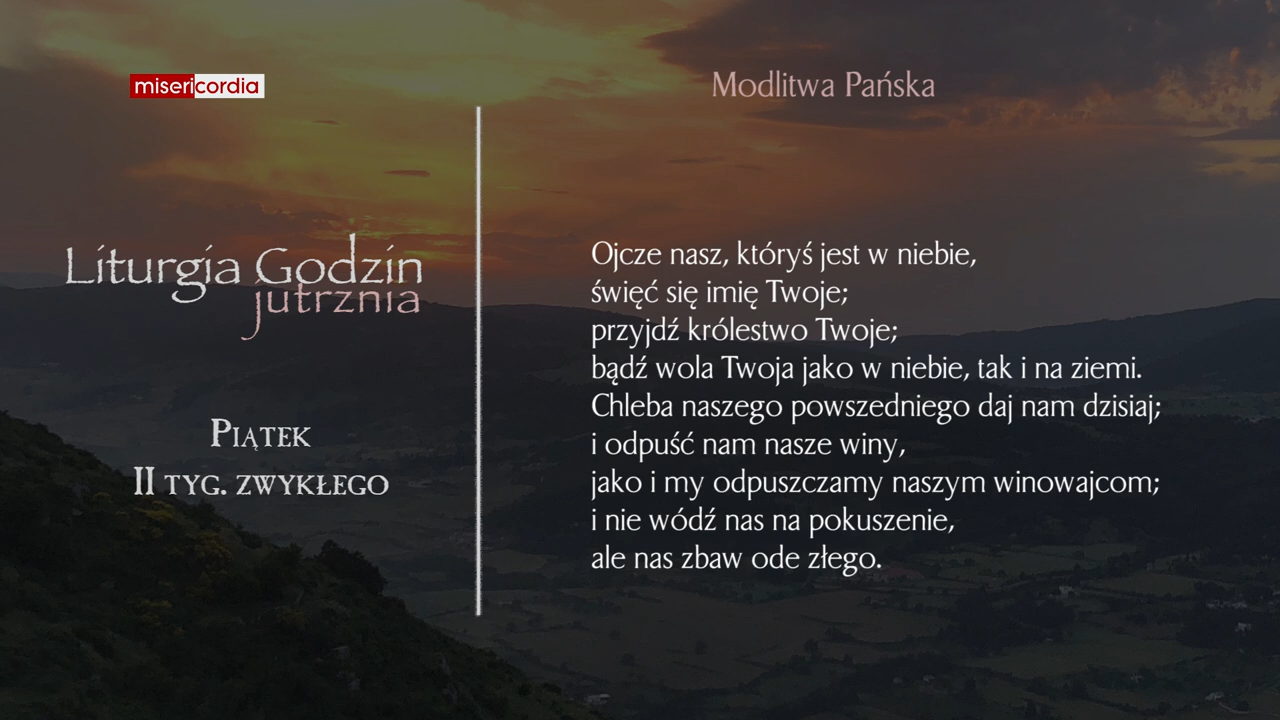 misericordia
Liturgia Godzin
jutrznia
Piątek
II tyg. zwykłego
Modlitwa Pańska
Ojcze nasz, któryś jest w niebie,
święć się imię Twoje;
przyjdź królestwo Twoje;
bądź wola Twoja jako w niebie, tak i na ziemi.
Chleba naszego powszedniego daj nam dzisiaj;
i odpuść nam nasze winy,
jako i my odpuszczamy naszym winowajcom;
i nie wódź nas na pokuszenie,
ale nas zbaw ode złego.